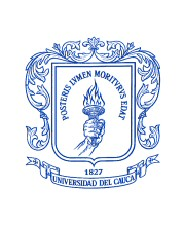 POSTERIS LVMEN MORITVRVS EDAT
1827
UNIVERSIDAD DEL CAUCA